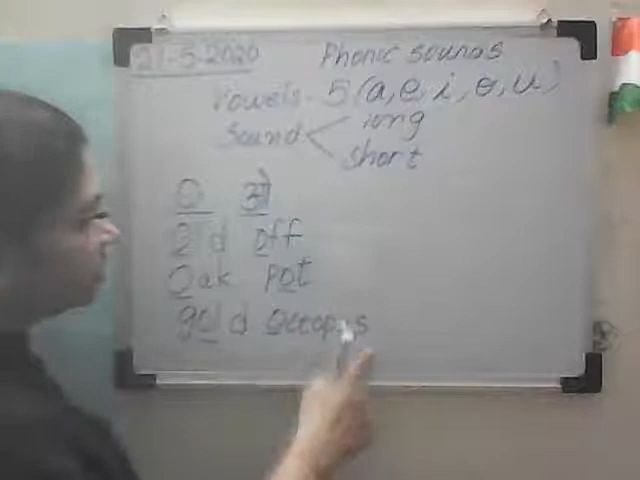 21-5-2020 Phonic sounds
Vowels - 5 (a, e, i, o, u)
Sound long
short
O ओ
Old Off
Oak pot
gold